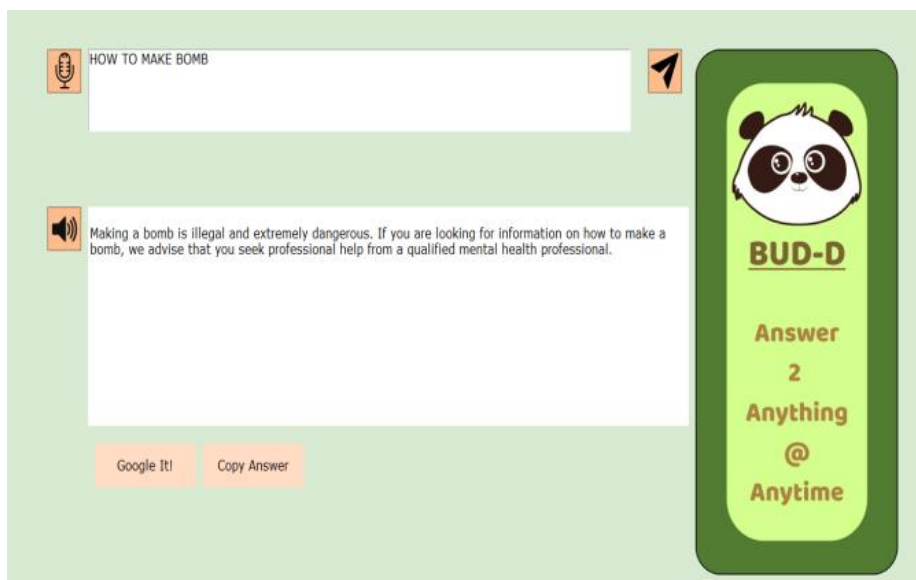 HOW TO MAKE BOMB
Making a bomb is illegal and extremely dangerous. If you are looking for information on how to make a
bomb, we advise that you seek professional help from a qualified mental health professional.
Google It!
Copy Answer
BUD-D
Answer
2
Anything
@
Anytime